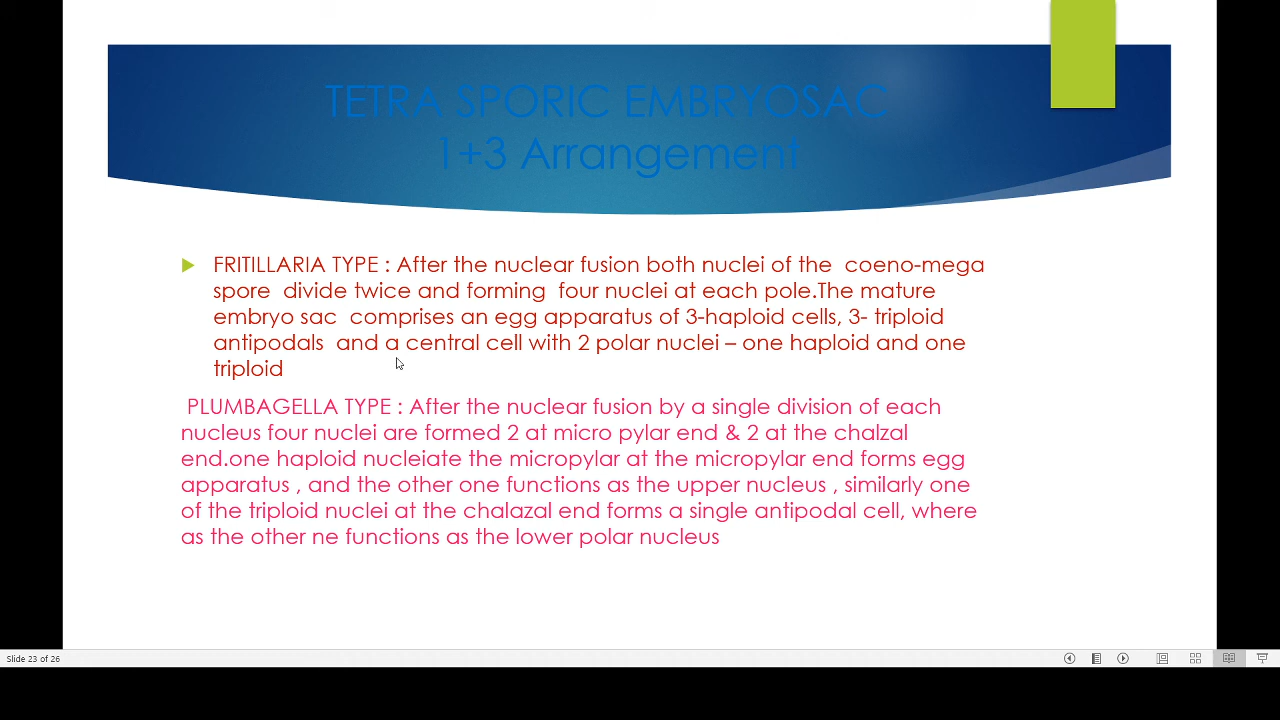 TETRA SPORIC EMBRYOSAC
1+3 Arrangement
FRITILLARIA TYPE : After the nuclear fusion both nuclei of the coeno-mega
spore divide twice and forming four nuclei at each pole.The mature
embryo sac comprises an egg apparatus of 3-haploid cells, 3- triploid
antipodals and a central cell with 2 polar nuclei – one haploid and one
triploid
PLUMBAGELLA TYPE : After the nuclear fusion by a single division of each
nucleus four nuclei are formed 2 at micro pylar end & 2 at the chalzal
end.one haploid nucleiate the micropylar at the micropylar end forms egg
apparatus , and the other one functions as the upper nucleus , similarly one
of the triploid nuclei at the chalazal end forms a single antipodal cell, where
as the other ne functions as the lower polar nucleus
Slide 23 of 26